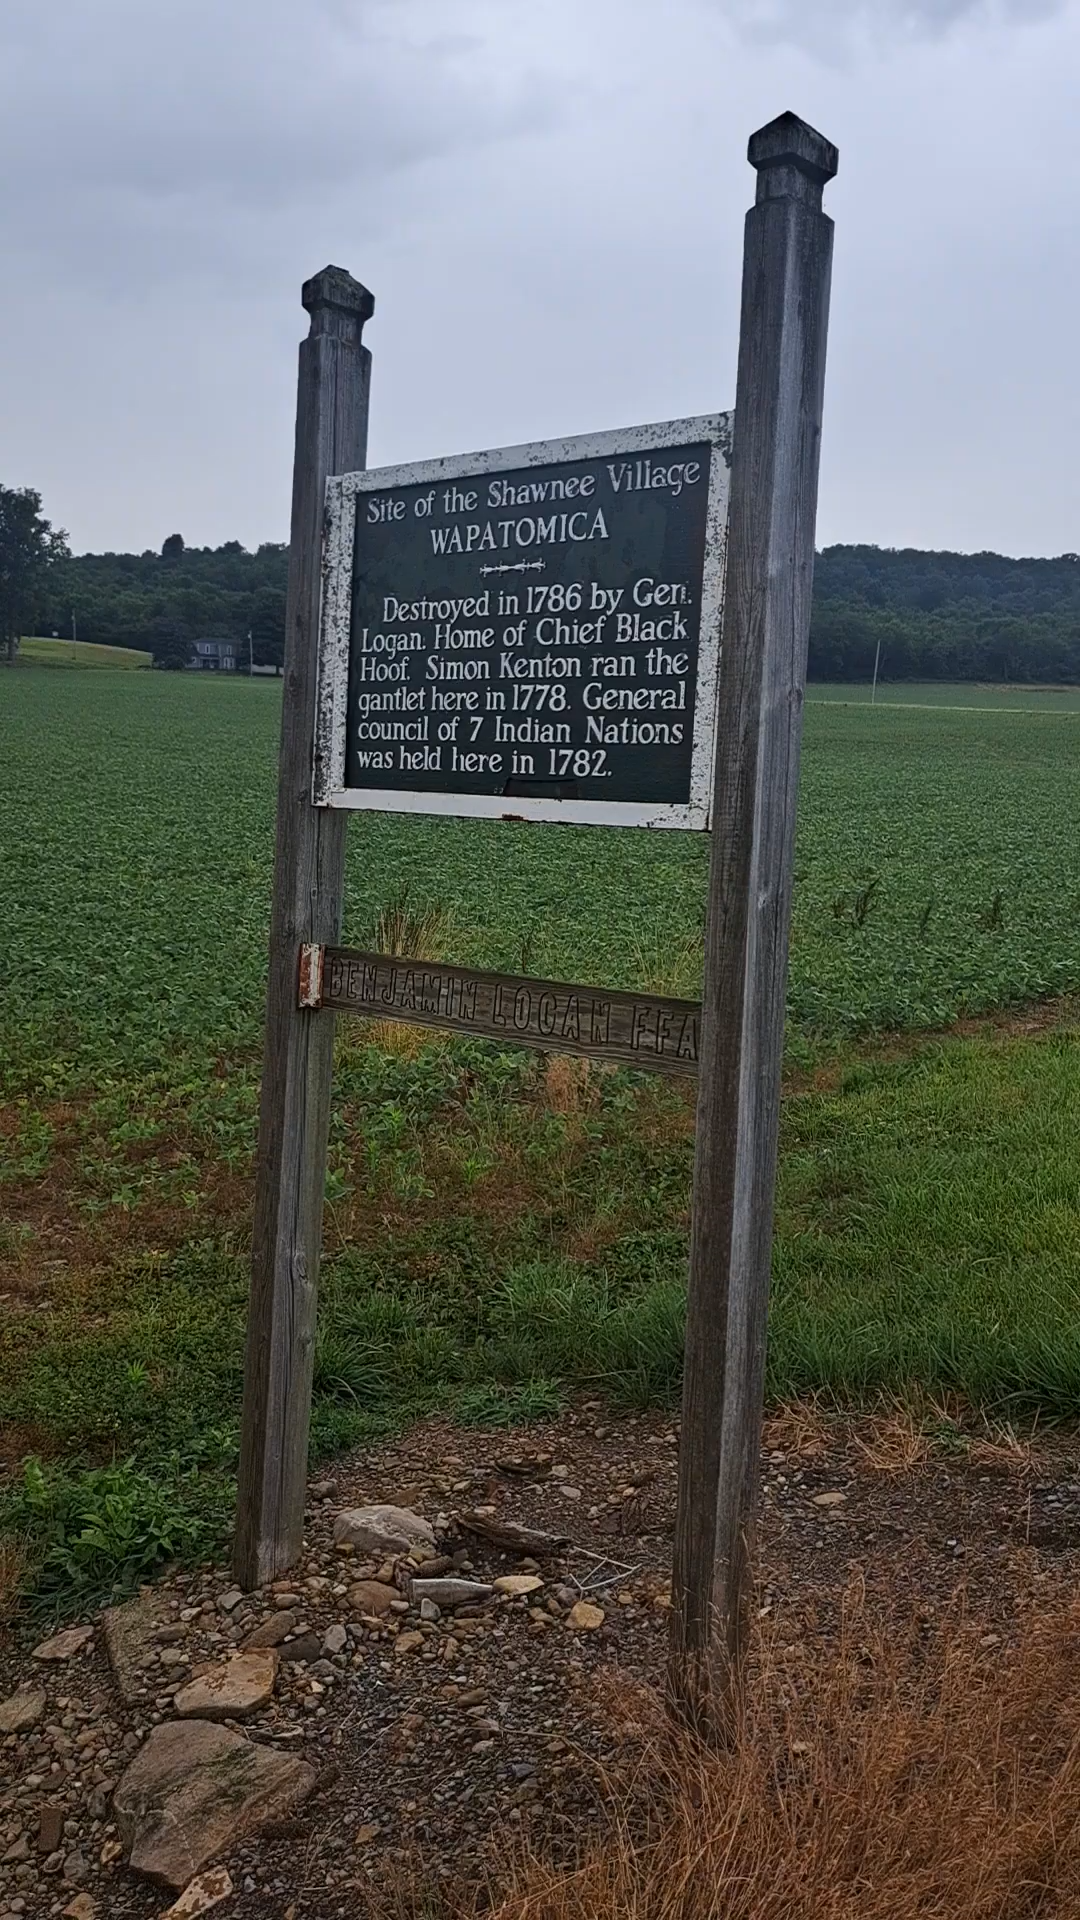 Site of the Shawnee Village
WAPATOMICA
Destroyed in 1786 by Gen.
Logan. Home of Chief Black
Hoof. Simon Kenton ran the
gantlet here in 1778. General
council of 7 Indian Nations
was held here in 1782.
BENJAMIN LOGAN FFA